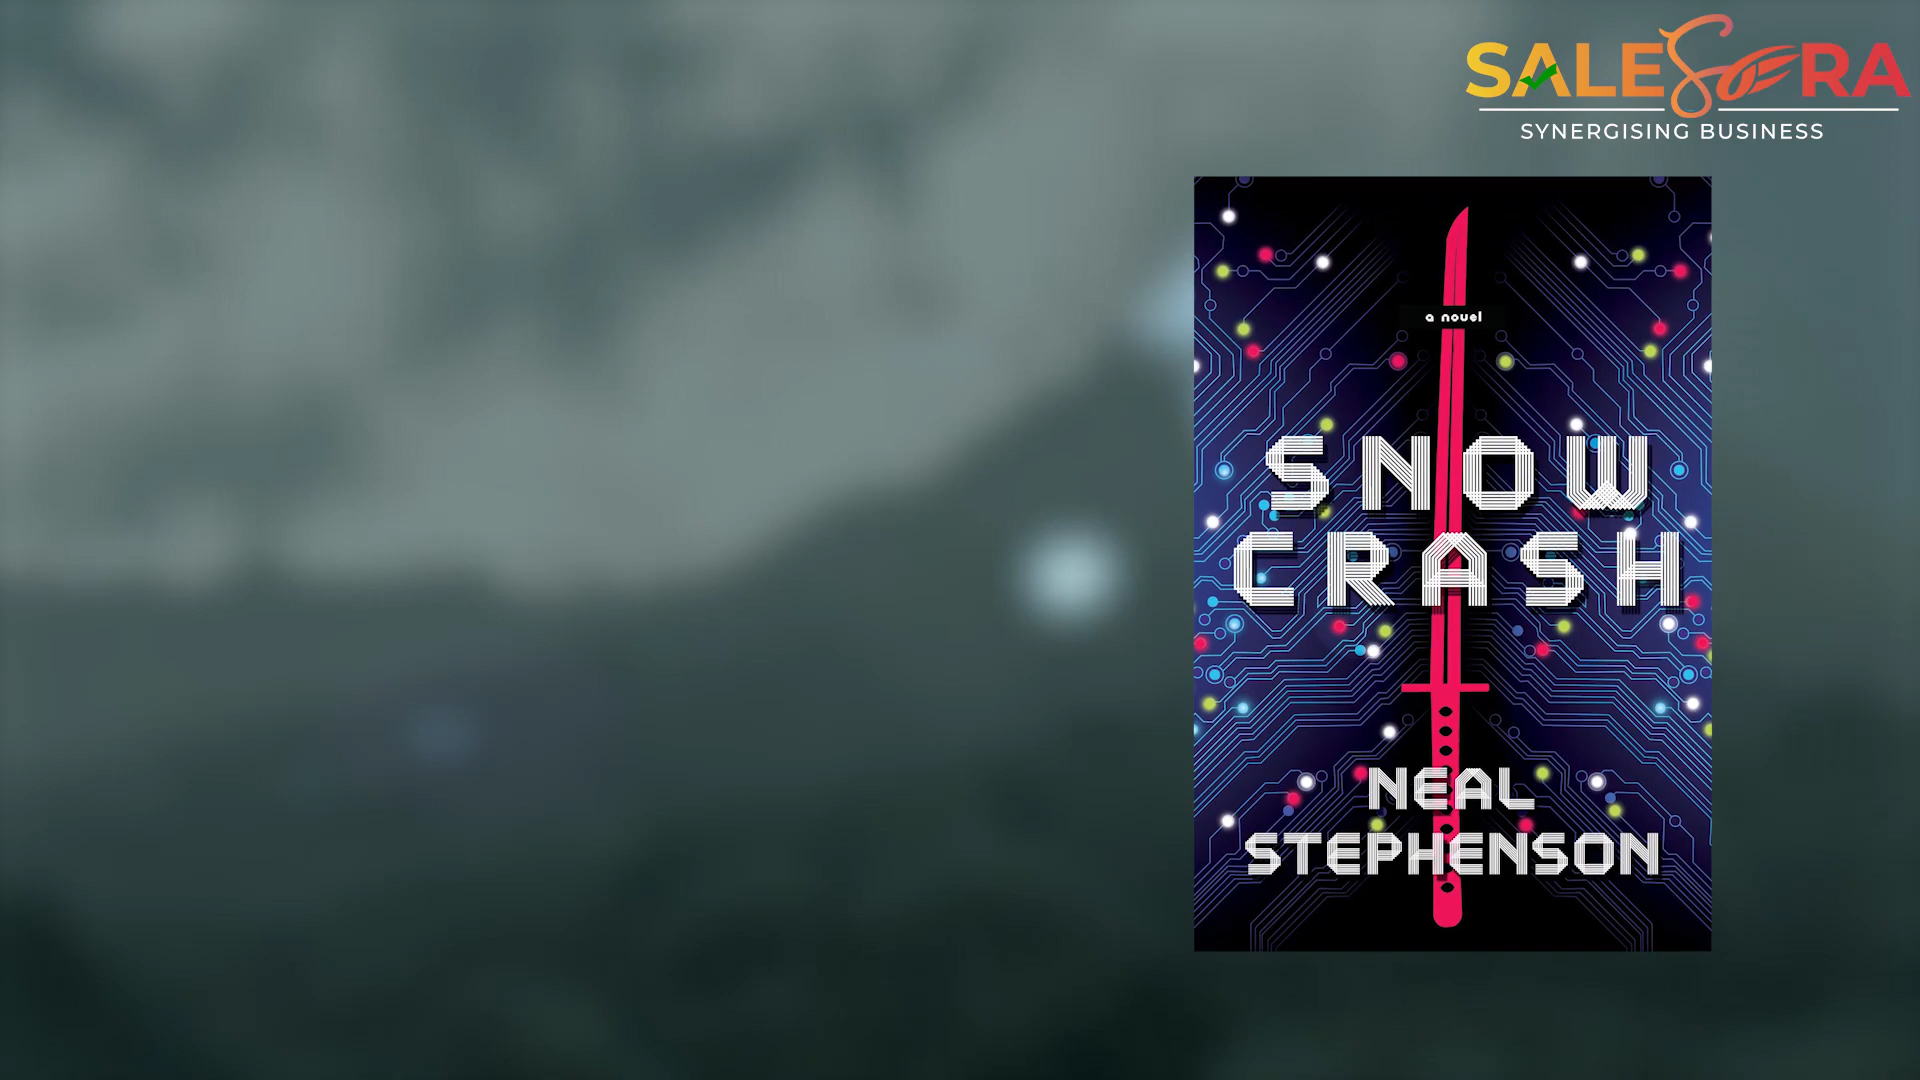 SALESORA
SYNERGISING BUSINESS
a novel
SNOW
CRASH
NEAL
STEPHENSON